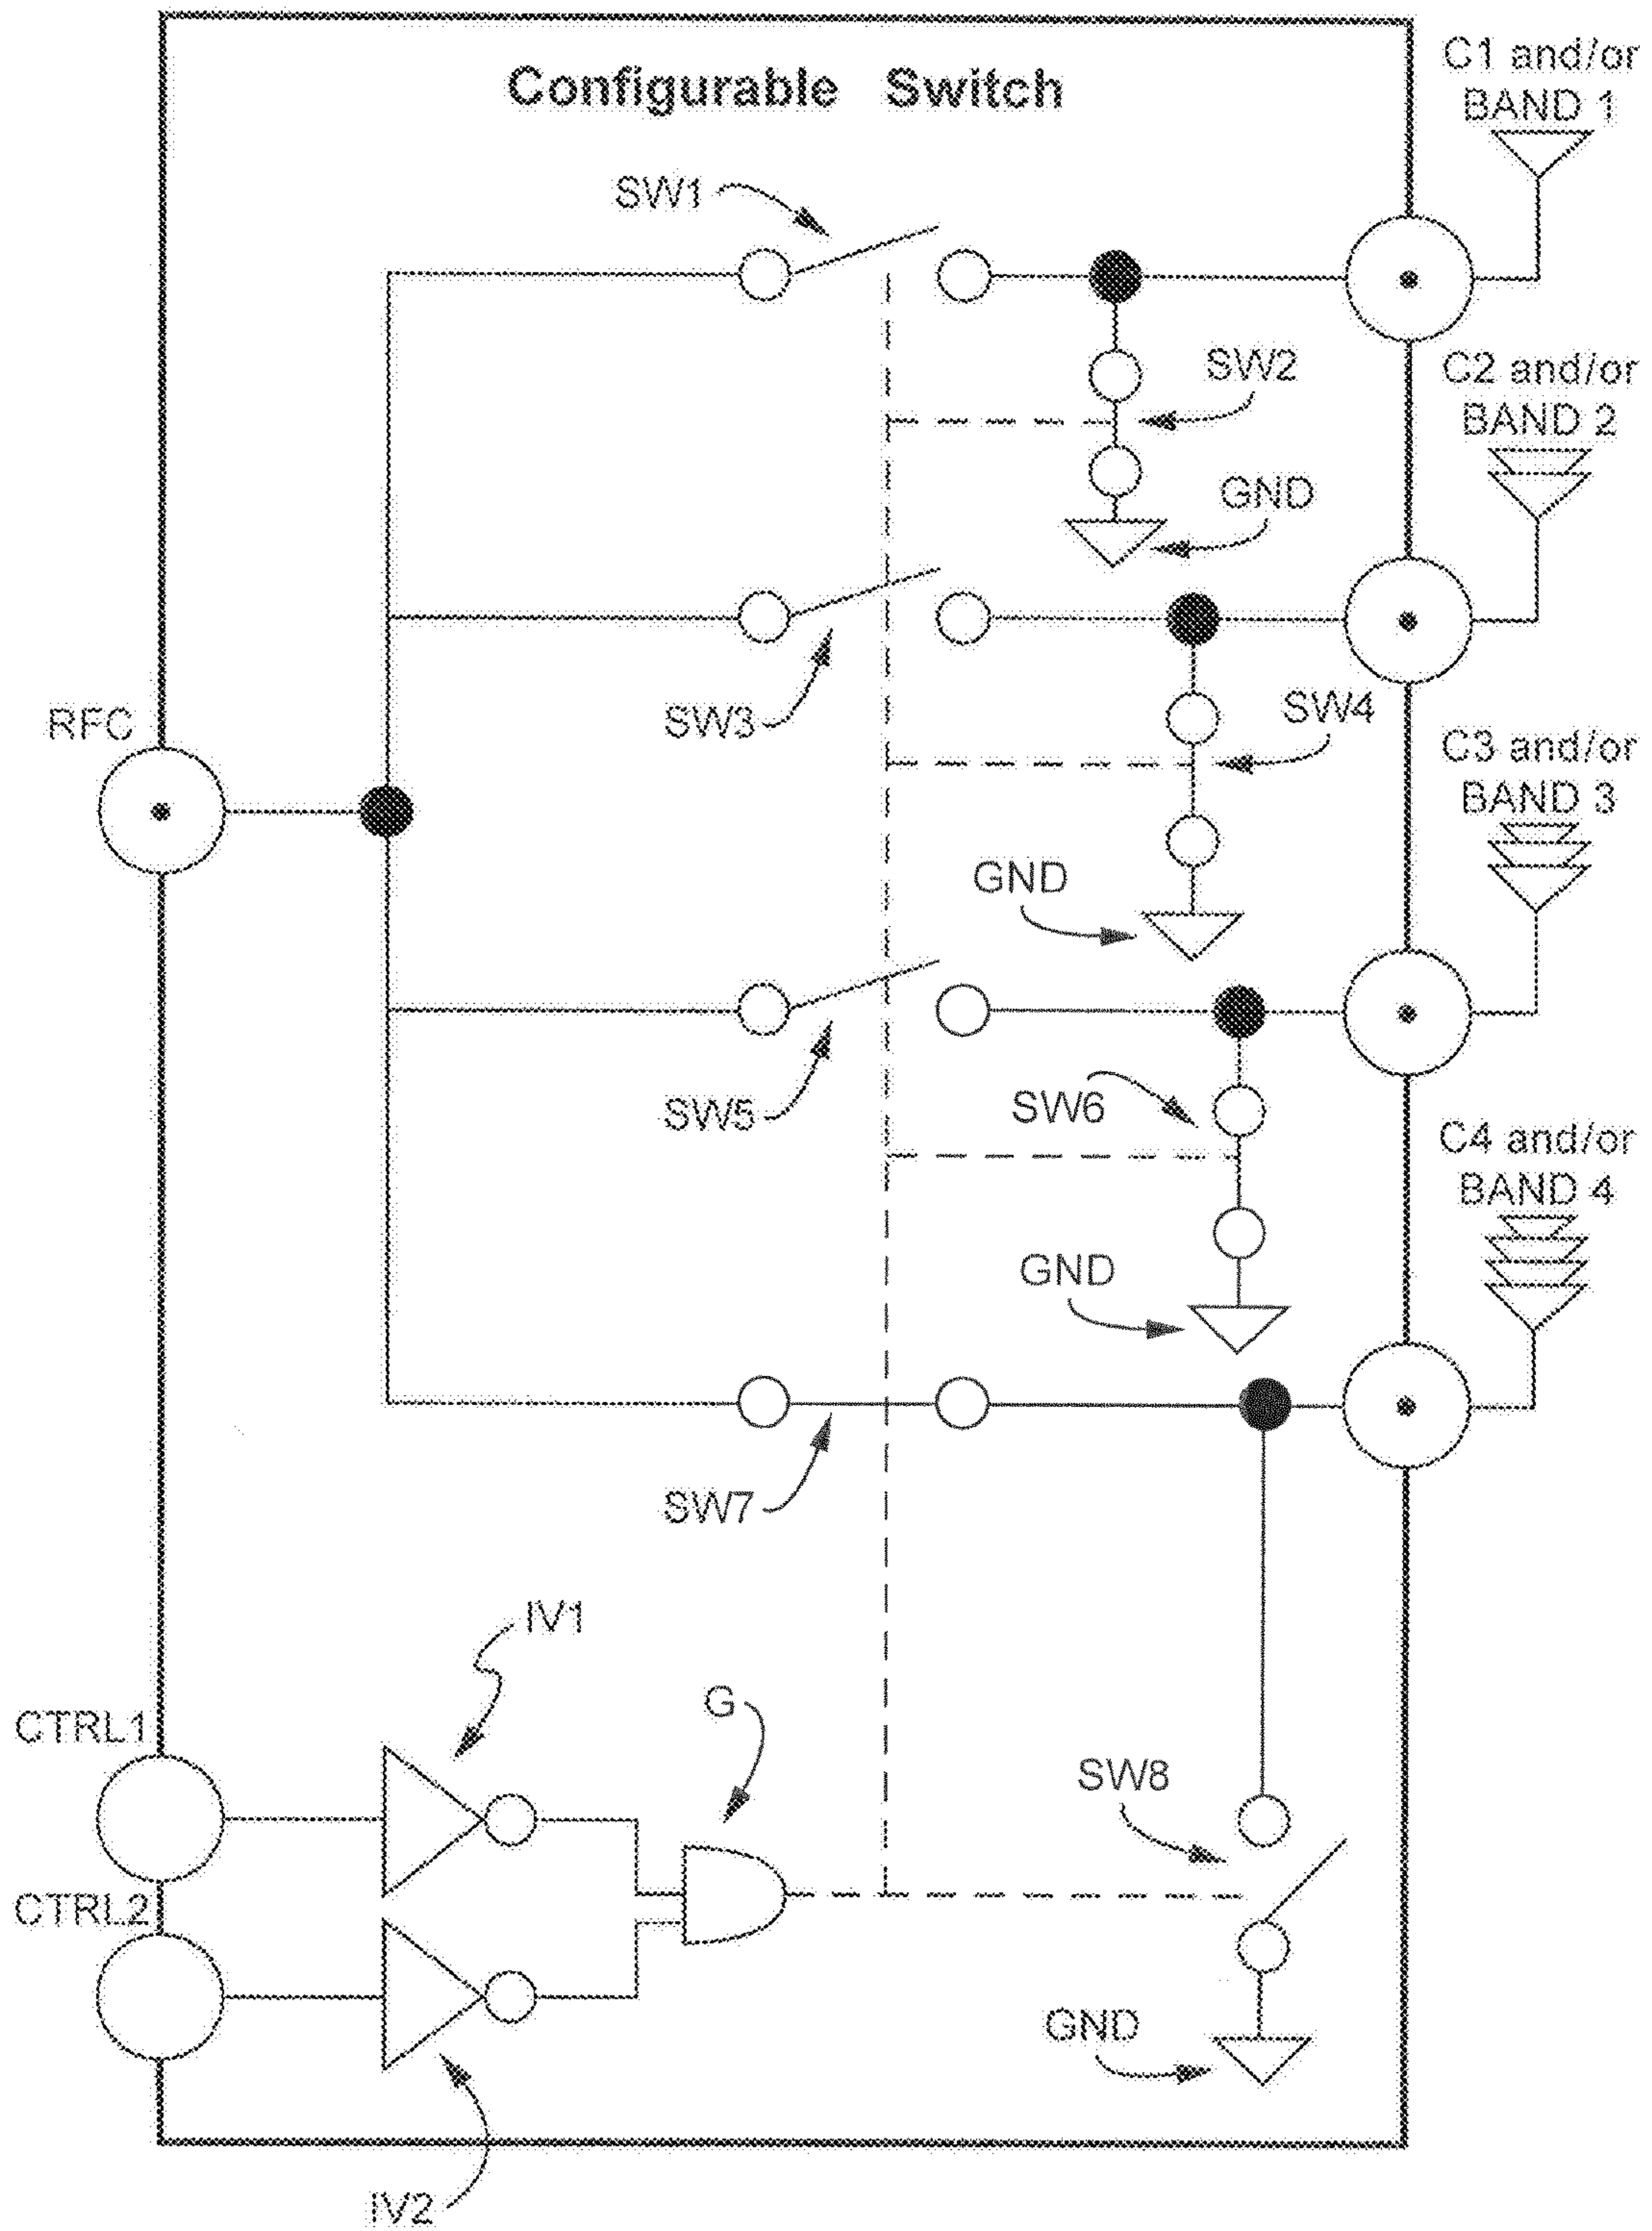 Configurable Switch
C1 and/or
BAND 1
SW1
SW2
C2 and/or
BAND 2
GND
SW3
RFC
SW4
C3 and/or
BAND 3
GND
SW5
SW6
C4 and/or
BAND 4
GND
SW7
IV1
G
CTRL1
SW8
CTRL2
GND
IV2